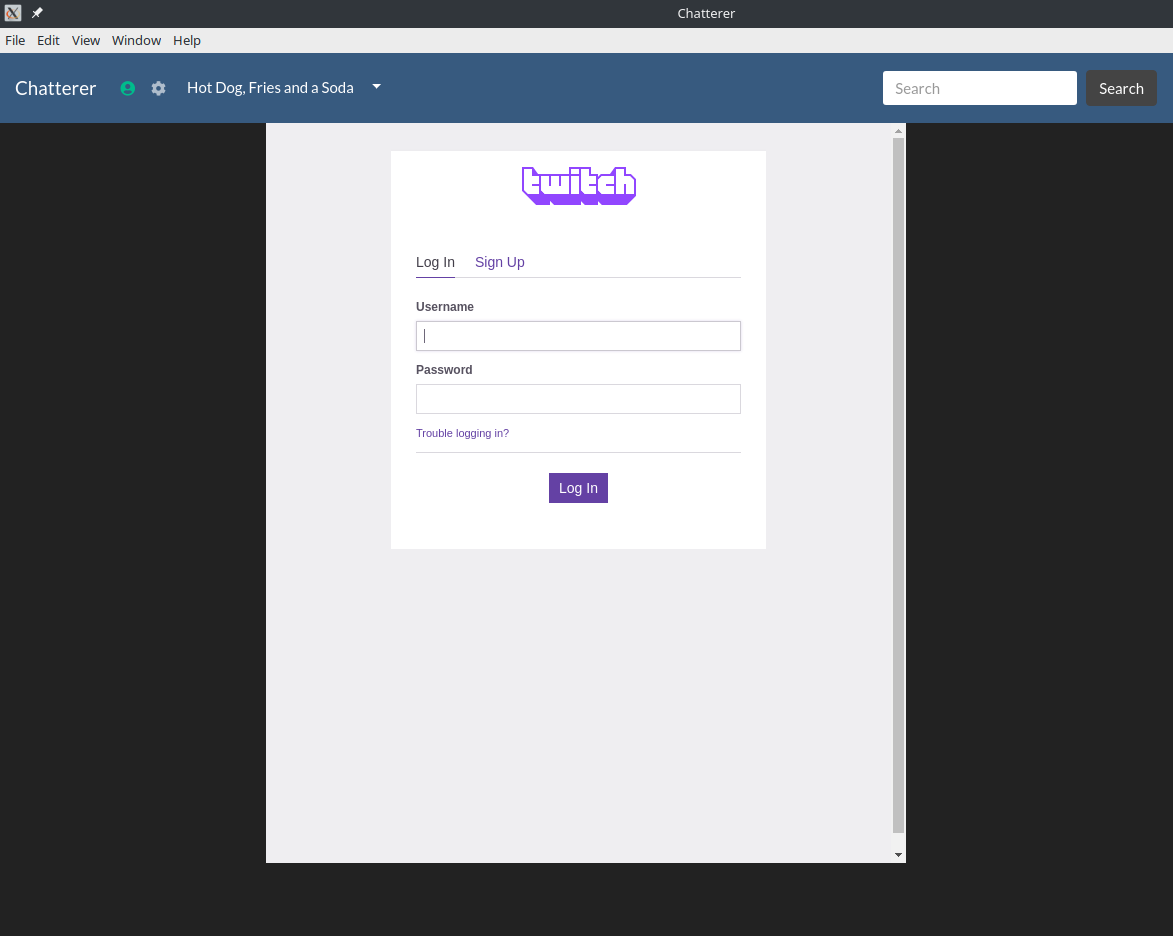 Chatterer
File Edit View Window Help
Chatterer Hot Dog, Fries and a Soda Search Search
twitch
Log In Sign Up
Username
Password
Trouble logging in?
Log In